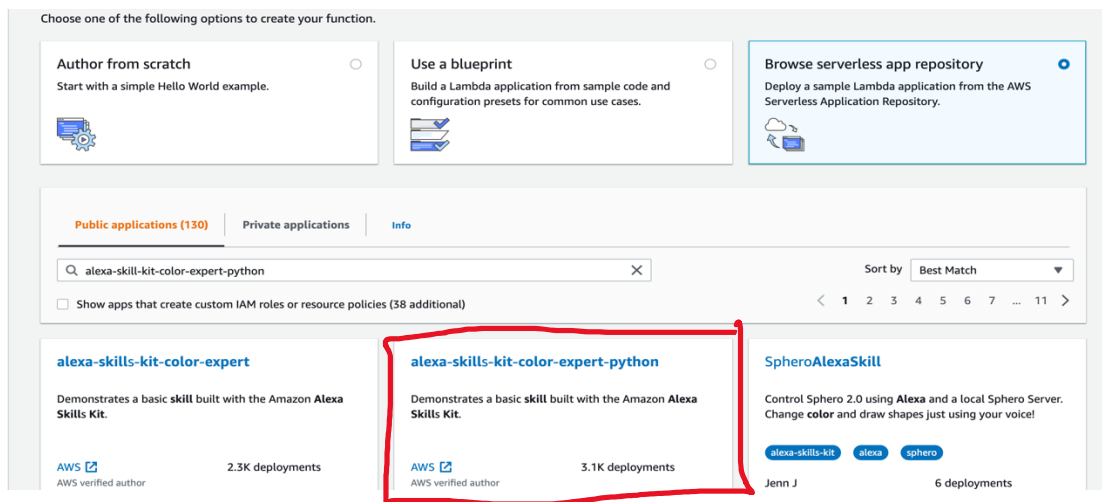 Choose one of the following options to create your function.
Author from scratch
Start with a simple Hello World example.
Use a blueprint
Build a Lambda application from sample code and
configuration presets for common use cases.
Browse serverless app repository
Deploy a sample Lambda application from the AWS
Serverless Application Repository.
Public applications (130)
Private applications
Info
alexa-skill-kit-color-expert-python
Sort by
Best Match
Show apps that create custom IAM roles or resource policies (38 additional)
1 2 3 4 5 6 7 ... 11
alexa-skills-kit-color-expert
Demonstrates a basic skill built with the Amazon Alexa
Skills Kit.
AWS
2.3K deployments
AWS verified author
alexa-skills-kit-color-expert-python
Demonstrates a basic skill built with the Amazon Alexa
Skills Kit.
AWS
3.1K deployments
AWS verified author
SpheroAlexaSkill
Control Sphero 2.0 using Alexa and a local Sphero Server.
Change color and draw shapes just using your voice!
alexa-skills-kit
alexa
sphero
Jenn J
6 deployments